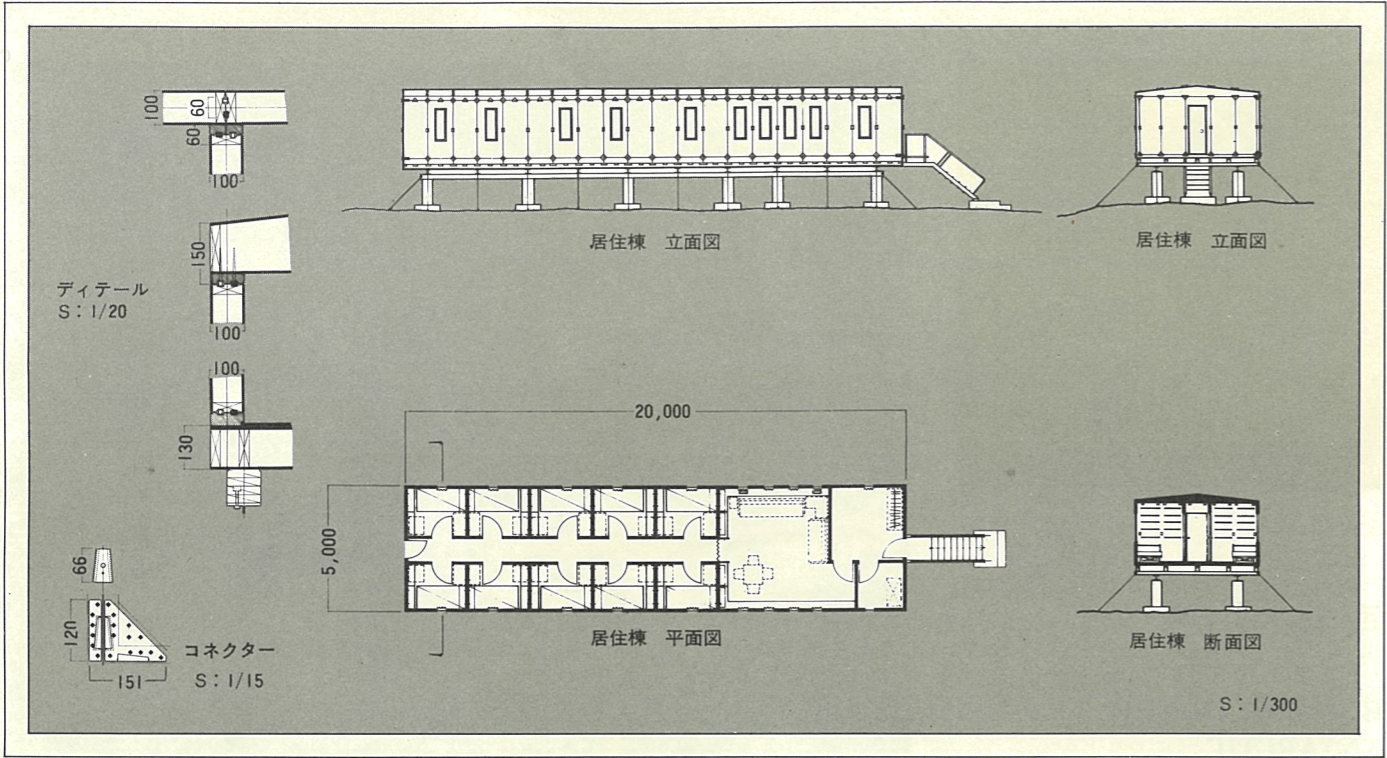 100
60
60
100
150
ディテール
S：1/20
100
100
130
66
120
コネクター
151
S：1/15
居住棟 立面図
居住棟 立面図
20,000
5,000
居住棟 平面図
居住棟 断面図
S：1/300